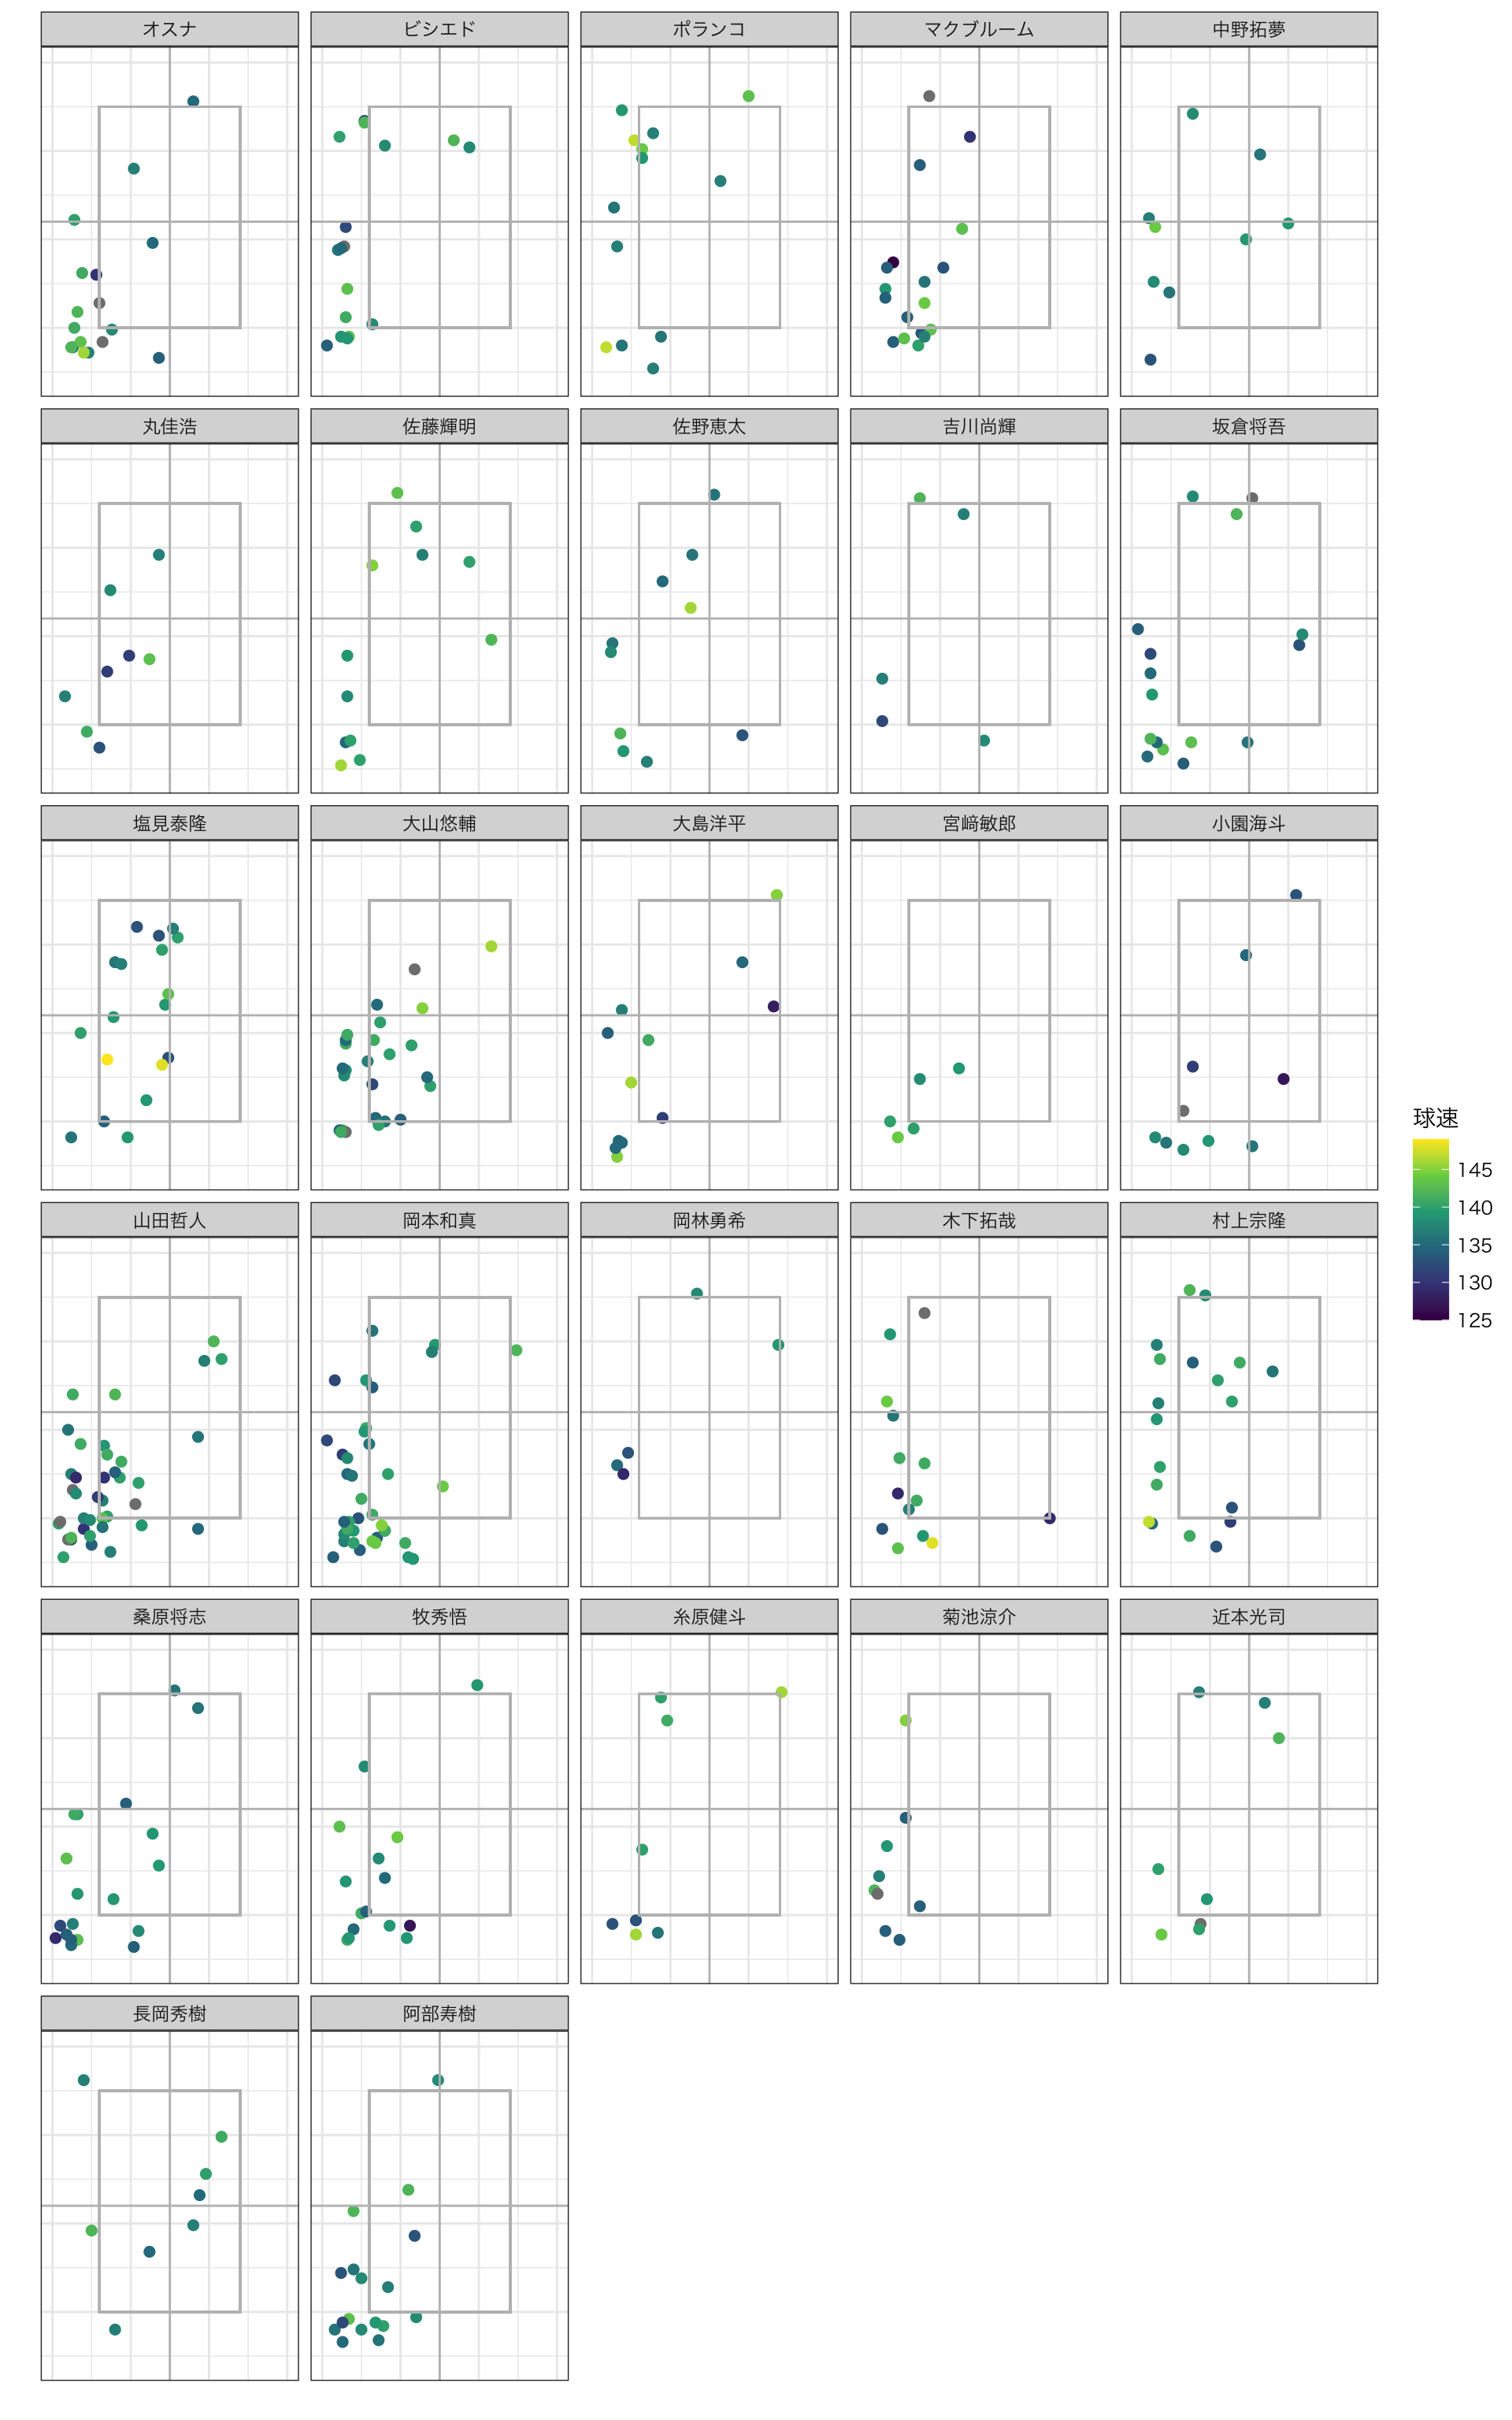 オスナ
ビシエド
ポランコ
マクブルーム
中野拓夢
丸佳浩
佐藤輝明
佐野恵太
吉川尚輝
坂倉将吾
塩見泰隆
大山悠輔
大島洋平
宮﨑敏郎
小園海斗
球速
145
140
135
130
125
山田哲人
岡本和真
岡林勇希
木下拓哉
村上宗隆
桑原将志
牧秀悟
糸原健斗
菊池涼介
近本光司
長岡秀樹
阿部寿樹